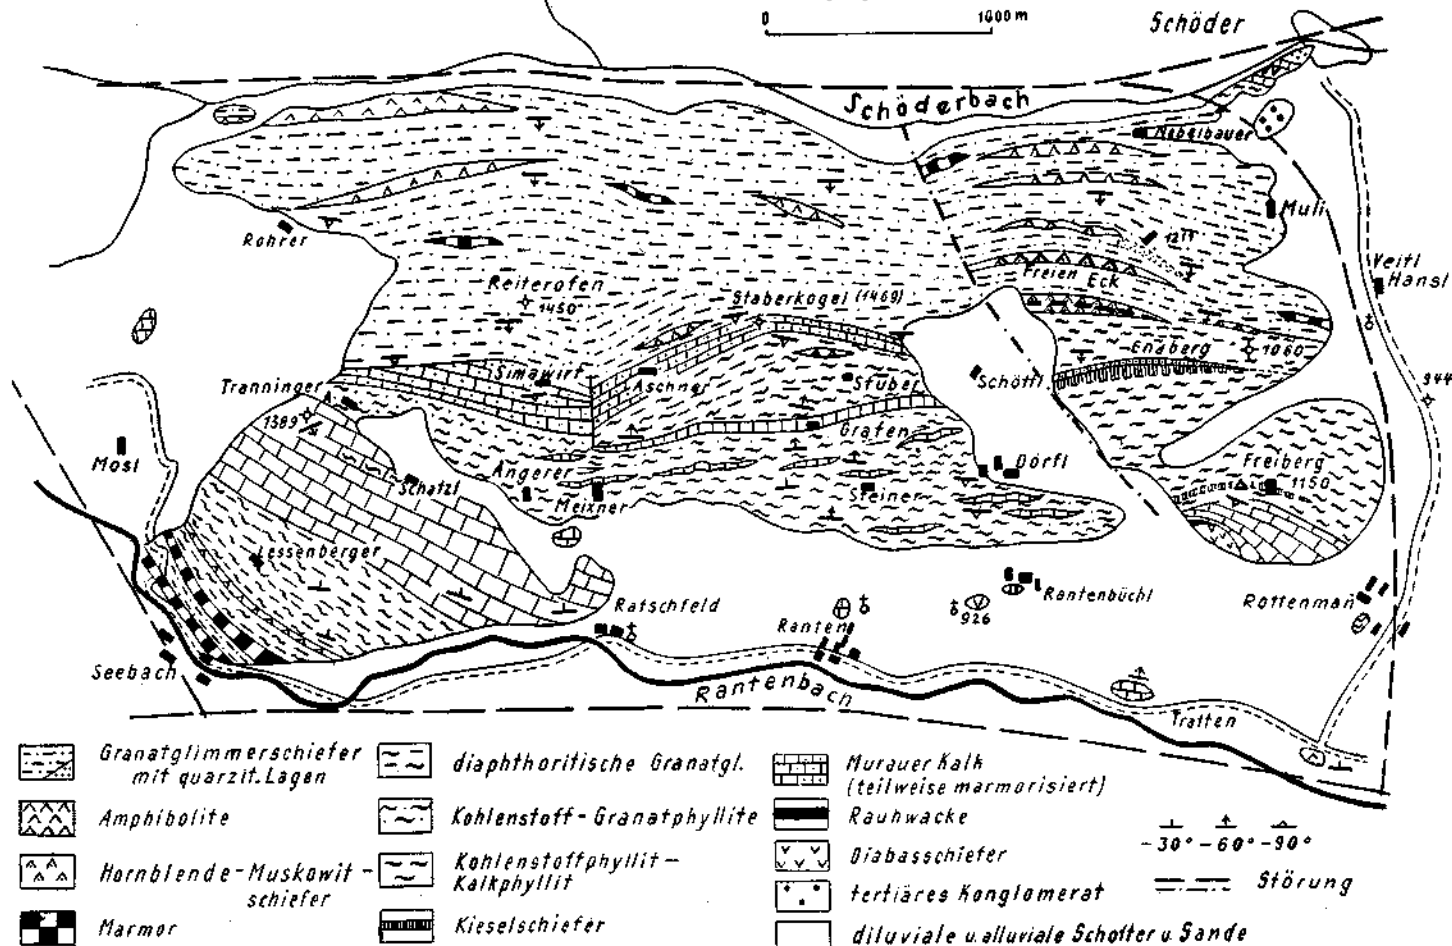 0 1000 m
Schöder
Schöderbach
Nebelbauer
Muli
Rohrer
1211
Veitl
Hansl
Freien Eck
Reiterofen
1450
Staberkogel (1469)
Endberg
1060
Simawirt
Aschner
Stuber
Schöttl
Tranninger
944
1389
Grafen
Mosl
Angerer
Dörfl
Freiberg
1150
Schatzl
Meixner
Steiner
Lessenberger
Rantenbüchl
Ratschfeld
926
Rottenmañ
Ranten
Seebach
Rantenbach
Tratten
Granatglimmerschiefer
mit quarzit. Lagen
Amphibolite
Hornblende-Muskowit-
schiefer
Marmor
diaphthoritische Granatgl.
Kohlenstoff-Granatphyllite
Kohlenstoffphyllit-
Kalkphyllit
Kieselschiefer
Murauer Kalk
(teilweise marmorisiert)
Rauhwacke
Diabasschiefer
tertiäres Konglomerat
diluviale u. alluviale Schotter u. Sande
-30° -60° -90°
Störung